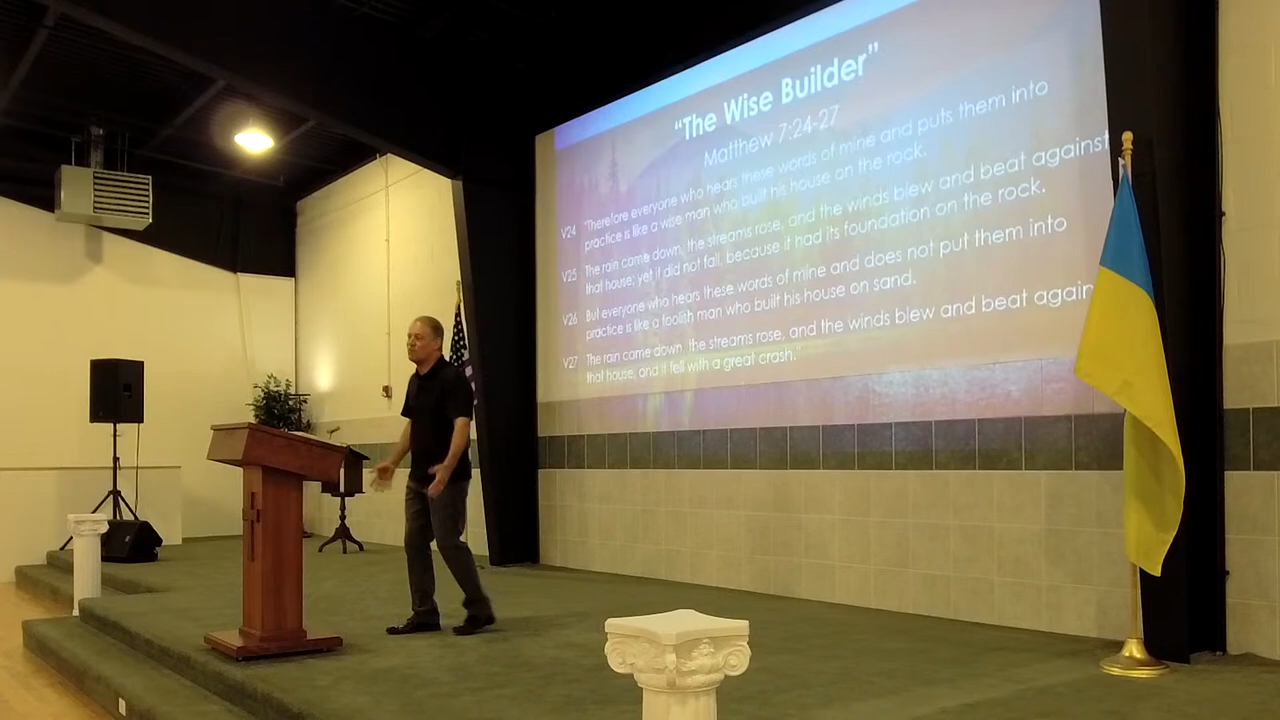 “The Wise Builder”
Matthew 7:24-27
V24 “Therefore everyone who hears these words of mine and puts them into
practice is like a wise man who built his house on the rock.
V25 The rain came down, the streams rose, and the winds blew and beat against
that house; yet it did not fall, because it had its foundation on the rock.
V26 But everyone who hears these words of mine and does not put them into
practice is like a foolish man who built his house on sand.
V27 The rain came down, the streams rose, and the winds blew and beat again
that house, and it fell with a great crash.”